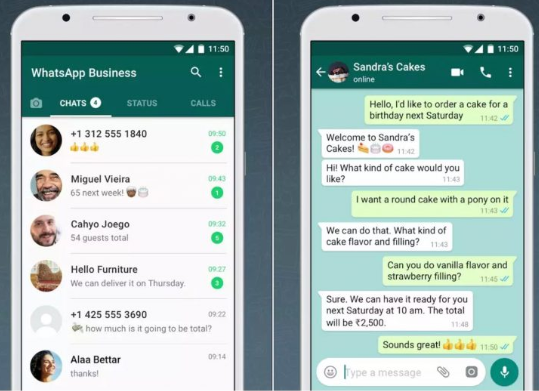 11:50
WhatsApp Business
CHATS 4 STATUS CALLS
+1 312 555 1840 09:50
👍👍👍 2
Miguel Vieira 09:43
65 next week! 1
Cahyo Joego 09:32
54 guests total 5
Hello Furniture 09:27
We can deliver it on Thursday. 3
+1 425 555 3690 09:22
how much is it going to be total?
Alaa Bettar 09:14
thanks!
11:50
Sandra's Cakes
online
Hello, I'd like to order a cake for a
birthday next Saturday 11:42
Welcome to Sandra's
Cakes! 🍰🎂🍩 11:42
Hi! What kind of cake would you
like? 11:43
I want a round cake with a pony on it
11:43
We can do that. What kind of
cake flavor and filling? 11:43
Can you do vanilla flavor and
strawberry filling? 11:45
Sure. We can have it ready for you
next Saturday at 10 am. The total
will be ₹2,500. 11:48
Sounds great! 👍👍👍 11:50
Type a message